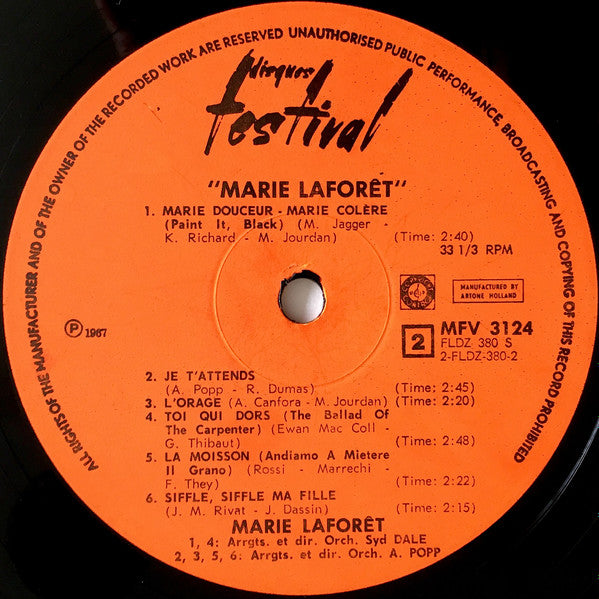 ALL RIGHTS OF THE MANUFACTURER AND OF THE OWNER OF THE RECORDED WORK ARE RESERVED UNAUTHORISED PUBLIC PERFORMANCE, BROADCASTING AND COPYING OF THIS RECORD PROHIBITED
disques
festival
"MARIE LAFORÊT"
1. MARIE DOUCEUR - MARIE COLÈRE
(Paint It, Black) (M. Jagger -
K. Richard - M. Jourdan) (Time: 2:40)
33 1/3 RPM
MANUFACTURED BY
ARTONE HOLLAND
℗ 1967
2
MFV 3124
FLDZ 380 S
2-FLDZ-380-2
2. JE T'ATTENDS
(A. Popp - R. Dumas) (Time: 2:45)
3. L'ORAGE (A. Canfora - M. Jourdan) (Time: 2:20)
4. TOI QUI DORS (The Ballad Of
The Carpenter) (Ewan Mac Coll -
G. Thibaut) (Time: 2:48)
5. LA MOISSON (Andiamo A Mietere
Il Grano) (Rossi - Marrechi -
F. They) (Time: 2:22)
6. SIFFLE, SIFFLE MA FILLE
(J. M. Rivat - J. Dassin) (Time: 2:15)
MARIE LAFORÊT
1, 4: Arrgts. et dir. Orch. Syd DALE
2, 3, 5, 6: Arrgts. et dir. Orch. A. POPP